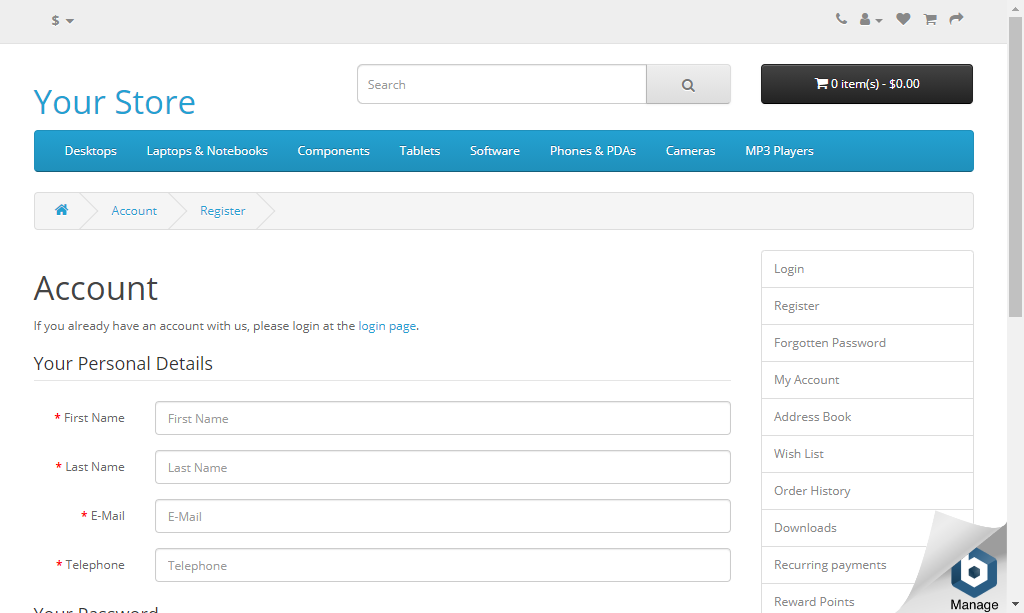 $
Your Store
Search
0 item(s) - $0.00
Desktops
Laptops & Notebooks
Components
Tablets
Software
Phones & PDAs
Cameras
MP3 Players
Account
Register
Account
If you already have an account with us, please login at the login page.
Your Personal Details
* First Name
First Name
* Last Name
Last Name
* E-Mail
E-Mail
* Telephone
Telephone
Your Password
Login
Register
Forgotten Password
My Account
Address Book
Wish List
Order History
Downloads
Recurring payments
Reward Points
Manage